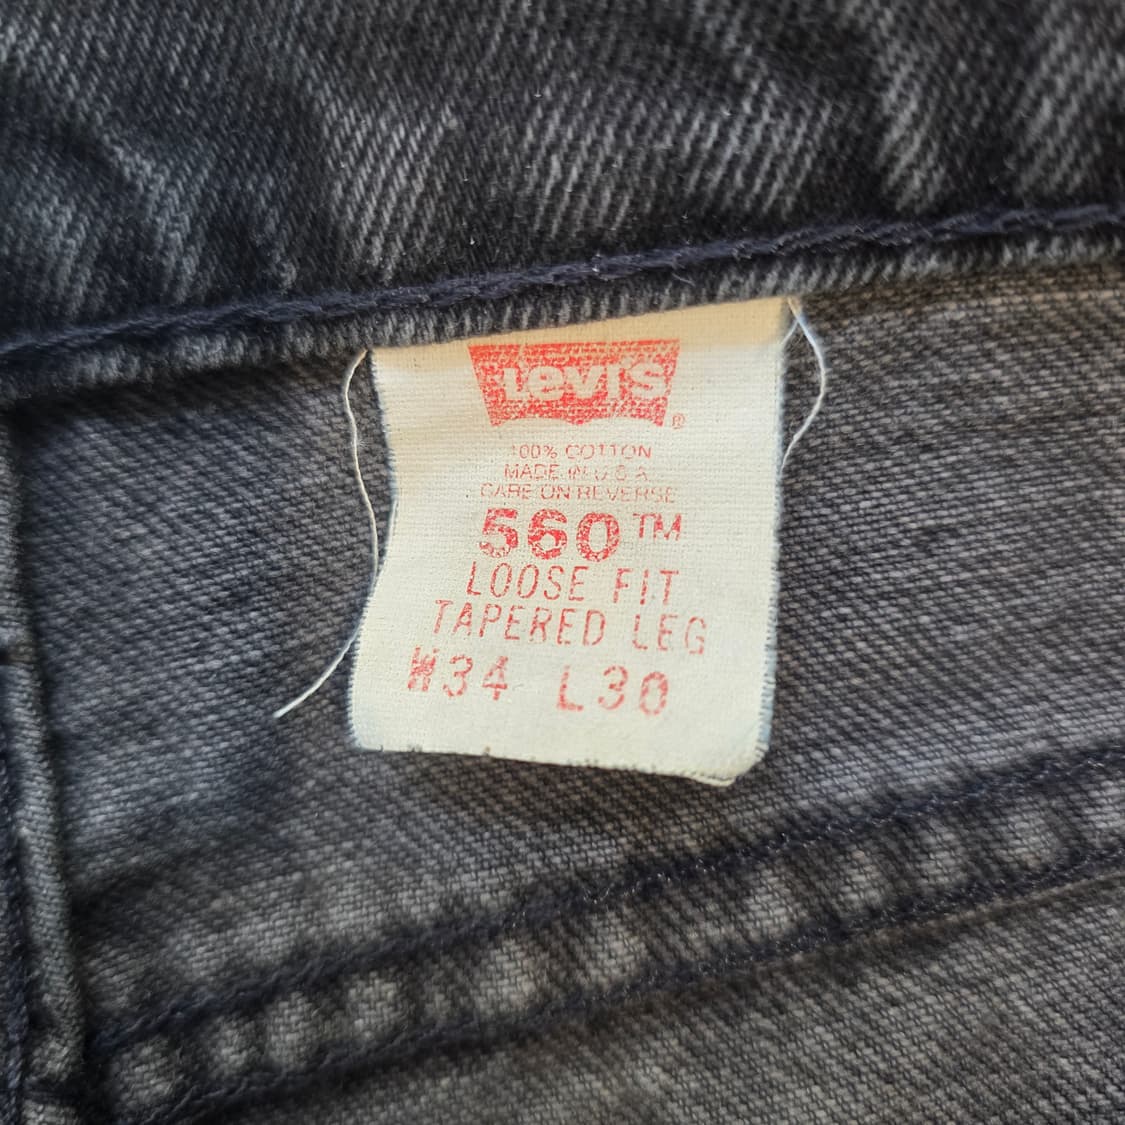 Levi's
®
100% COTTON
MADE IN U S A
CARE ON REVERSE
560™
LOOSE FIT
TAPERED LEG
W34 L30